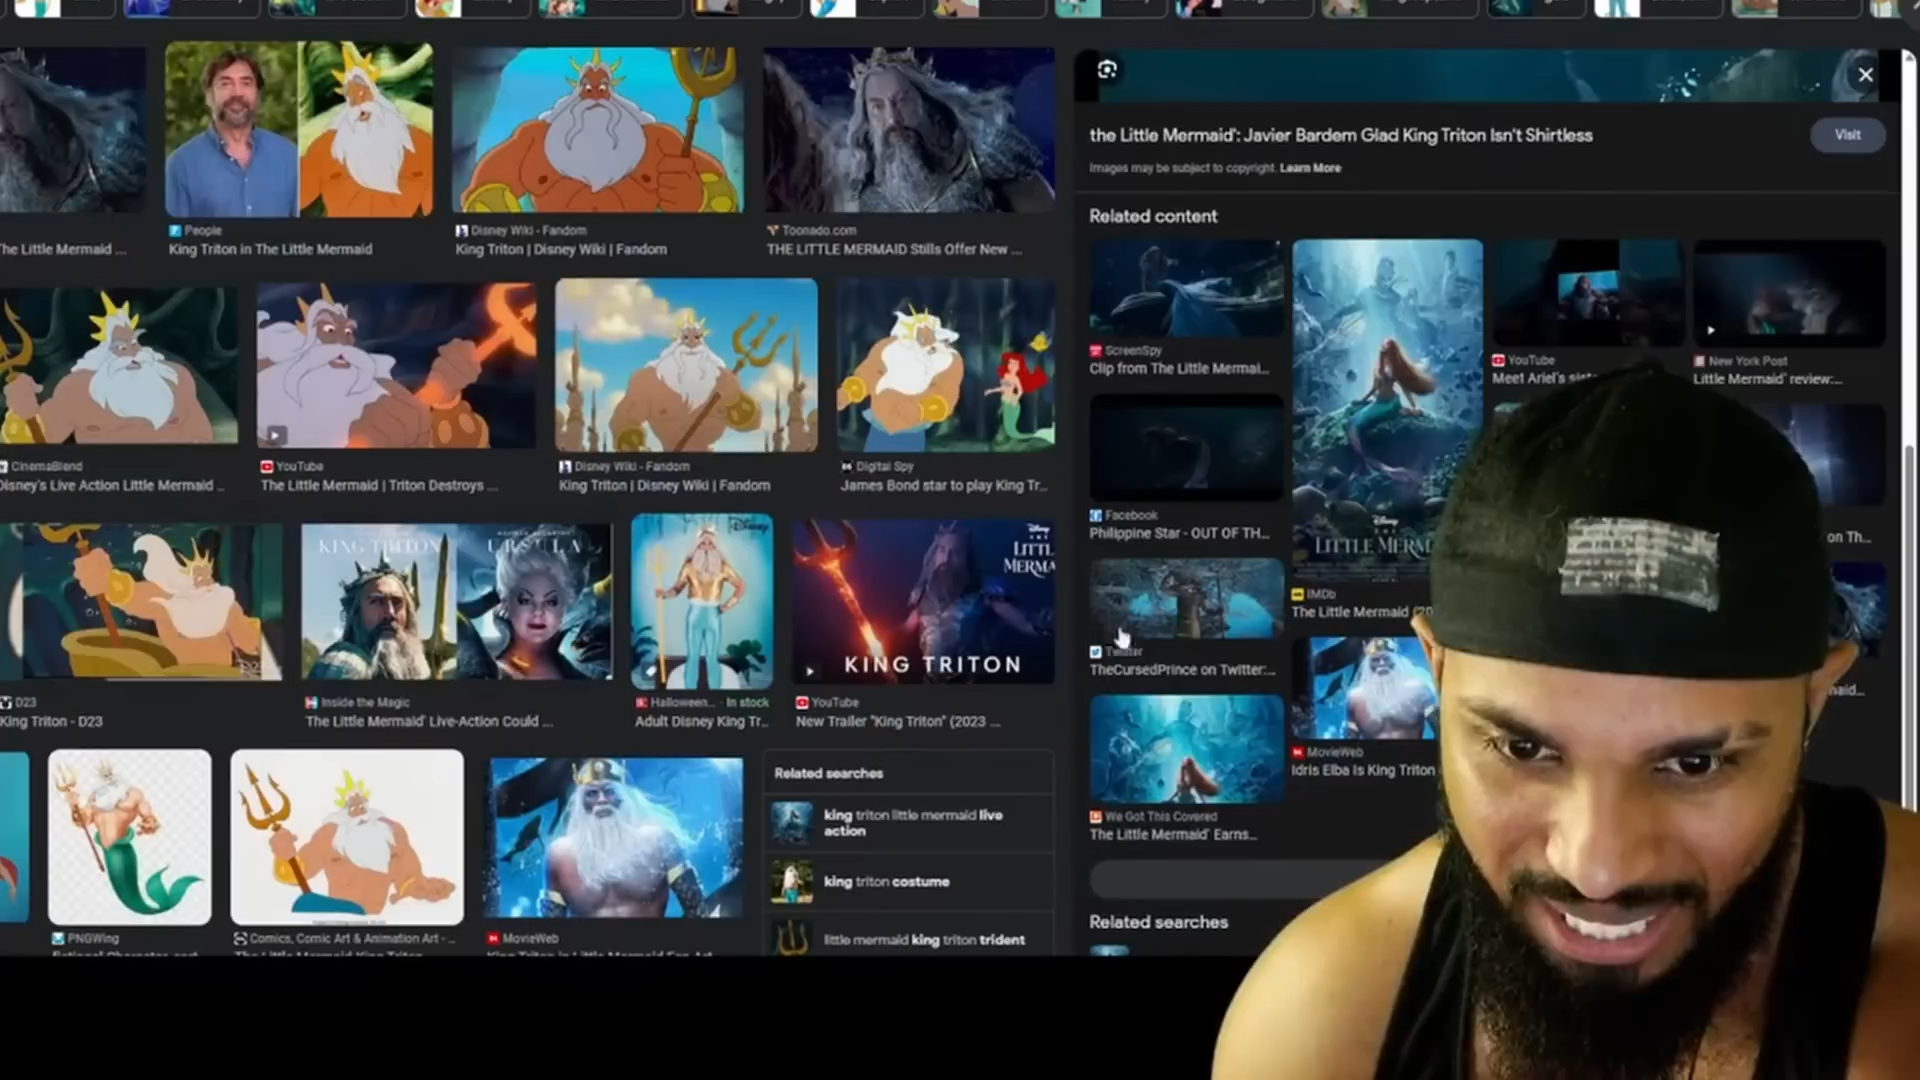 the Little Mermaid': Javier Bardem Glad King Triton Isn't Shirtless
Visit
Images may be subject to copyright. Learn More
Related content
People
King Triton in The Little Mermaid
Disney Wiki - Fandom
King Triton | Disney Wiki | Fandom
Toonado.com
THE LITTLE MERMAID Stills Offer New ...
The Little Mermaid ...
ScreenSpy
Clip from The Little Mermai...
YouTube
Meet Ariel's
New York Post
Little Mermaid' review:...
CinemaBlend
Disney's Live Action Little Mermaid ...
YouTube
The Little Mermaid | Triton Destroys ...
Disney Wiki - Fandom
King Triton | Disney Wiki | Fandom
Digital Spy
James Bond star to play King Tr...
Facebook
Philippine Star - OUT OF TH...
on Th...
Disney
LITTLE MERM
IMDb
The Little Mermaid (20
KING TRITON
URSULA
Disney
Disney
LITTL
MERMA
KING TRITON
Twitter
TheCursedPrince on Twitter:...
D23
King Triton - D23
Inside the Magic
The Little Mermaid' Live-Action Could ...
Halloween... · In stock
Adult Disney King Tr...
YouTube
New Trailer "King Triton" (2023 ...
MovieWeb
Idris Elba Is King Triton
We Got This Covered
The Little Mermaid' Earns...
Related searches
king triton little mermaid live
action
king triton costume
little mermaid king triton trident
Related searches
PNGWing
Comics, Comic Art & Animation Art - ...
MovieWeb